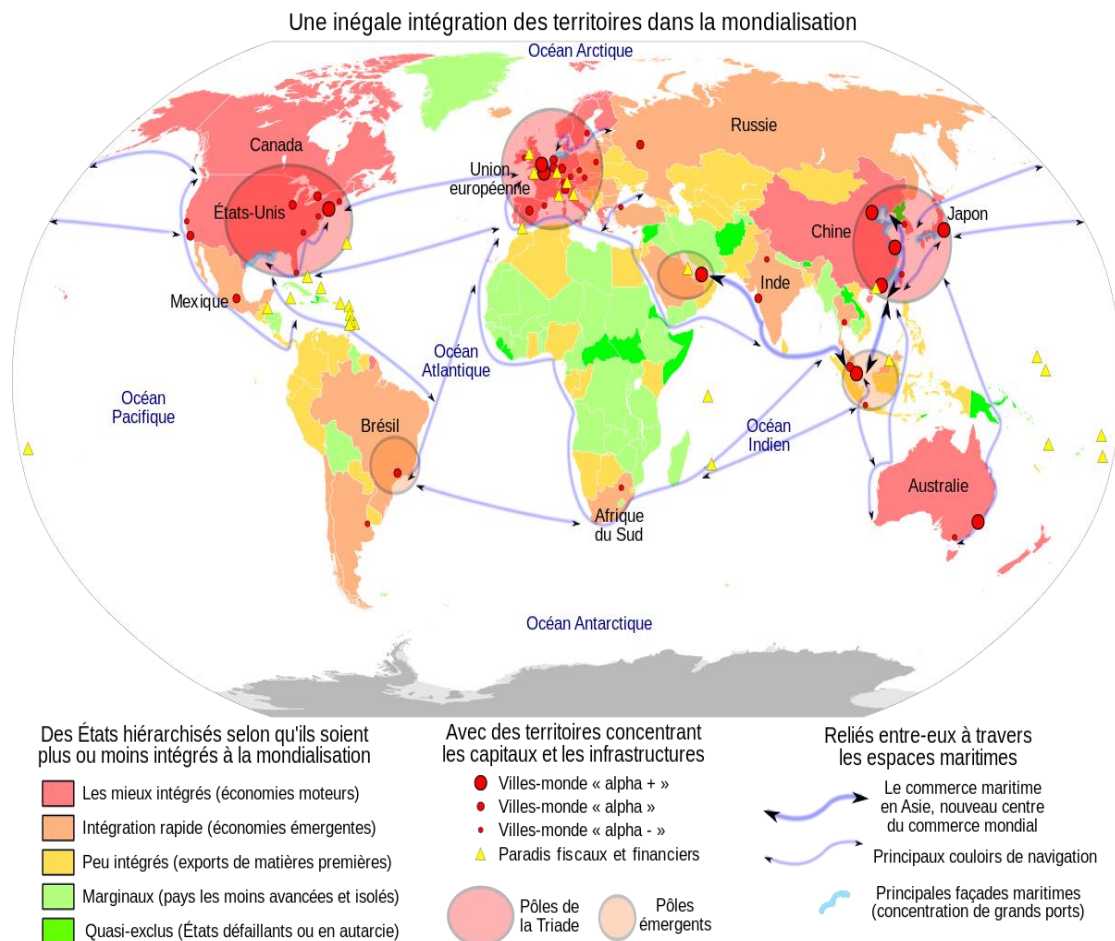 Une inégale intégration des territoires dans la mondialisation
Océan Arctique
Russie
Canada
Union
européenne
États-Unis
Chine
Japon
Inde
Mexique
Océan
Atlantique
Océan
Pacifique
Brésil
Océan
Indien
Australie
Afrique
du Sud
Océan Antarctique
Des États hiérarchisés selon qu'ils soient
plus ou moins intégrés à la mondialisation
Les mieux intégrés (économies moteurs)
Intégration rapide (économies émergentes)
Peu intégrés (exports de matières premières)
Marginaux (pays les moins avancées et isolés)
Quasi-exclus (États défaillants ou en autarcie)
Avec des territoires concentrant
les capitaux et les infrastructures
Villes-monde « alpha + »
Villes-monde « alpha »
Villes-monde « alpha - »
Paradis fiscaux et financiers
Pôles de
la Triade
Pôles
émergents
Reliés entre-eux à travers
les espaces maritimes
Le commerce maritime
en Asie, nouveau centre
du commerce mondial
Principaux couloirs de navigation
Principales façades maritimes
(concentration de grands ports)